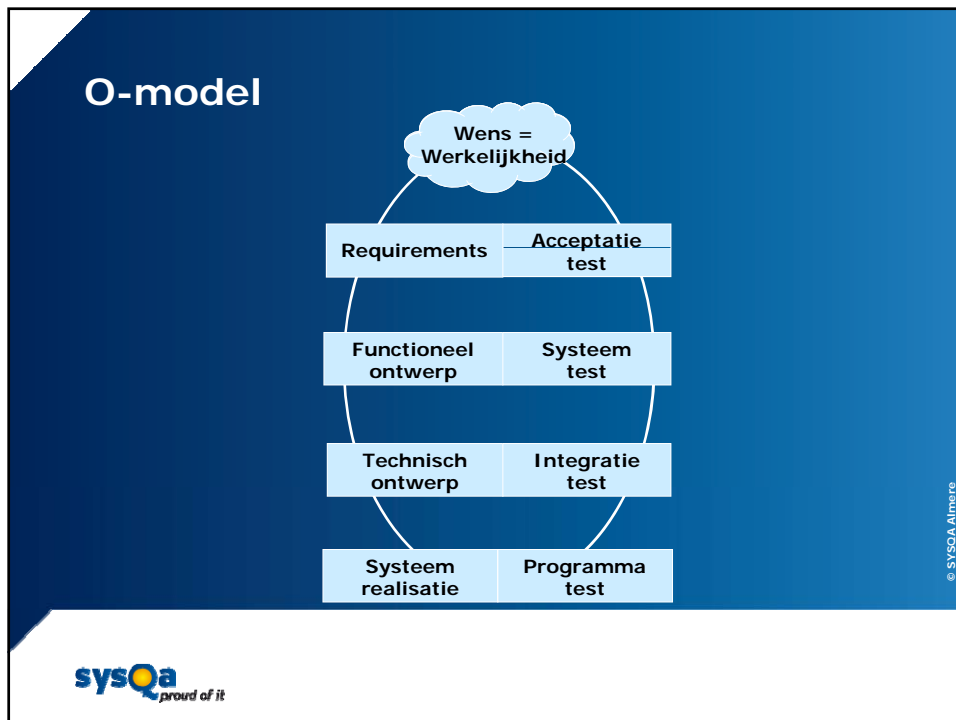 O-model
Wens =
Werkelijkheid
Requirements
Acceptatie
test
Functioneel
ontwerp
Systeem
test
Technisch
ontwerp
Integratie
test
Systeem
realisatie
Programma
test
© SYSQA Almere
sysQa
proud of it